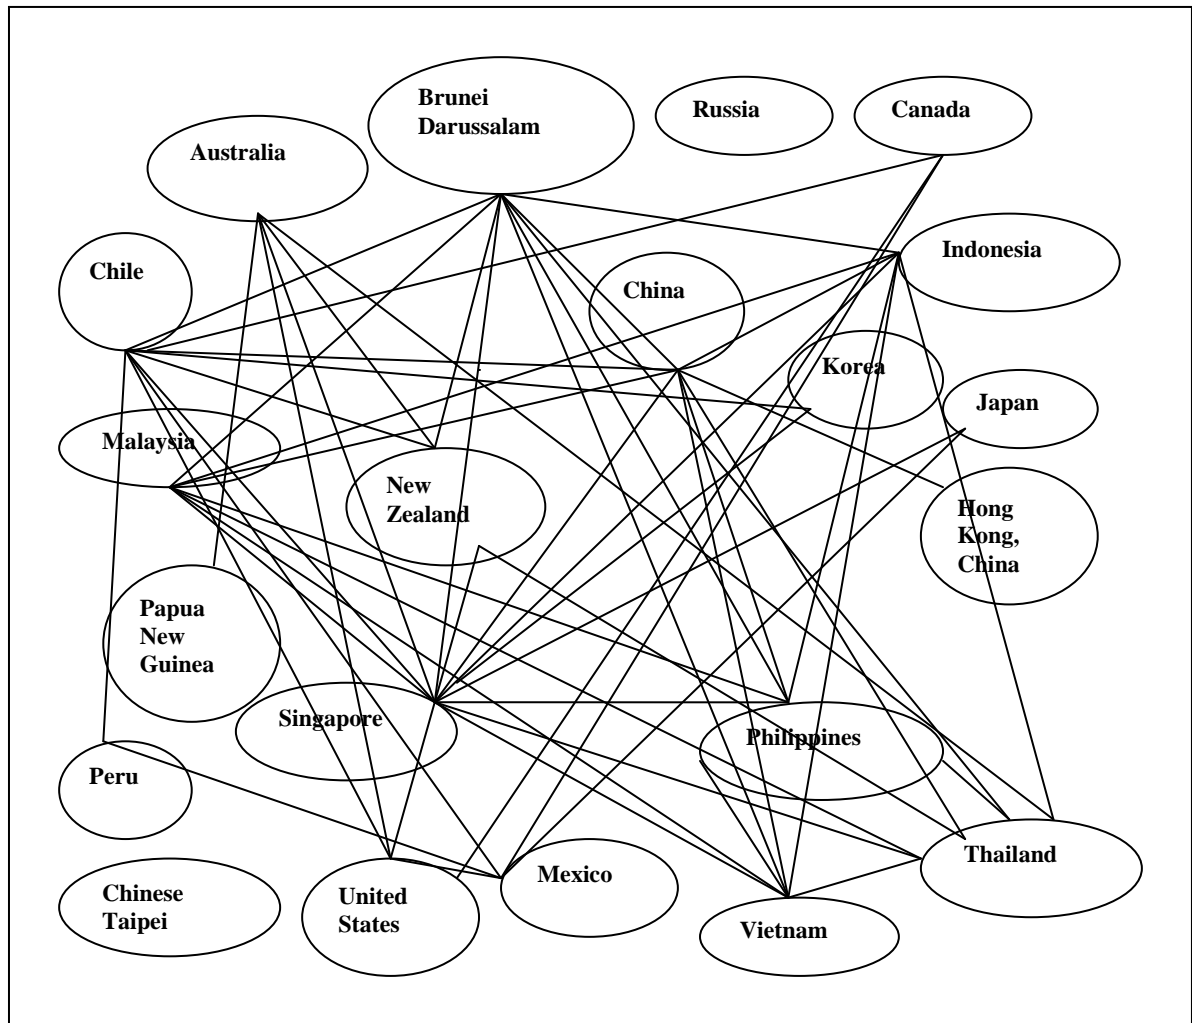 Brunei
Darussalam
Russia
Canada
Australia
Indonesia
Chile
China
Korea
Japan
Malaysia
New
Zealand
Hong
Kong,
China
Papua
New
Guinea
Singapore
Philippines
Peru
Thailand
Mexico
Chinese
Taipei
United
States
Vietnam